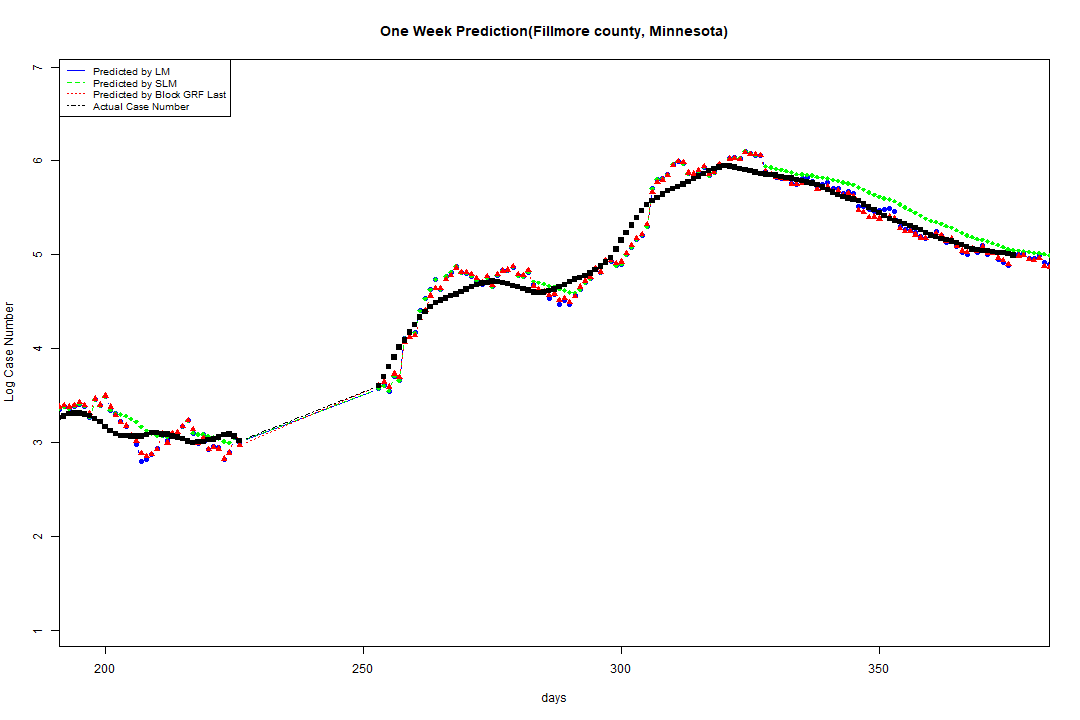 One Week Prediction(Fillmore county, Minnesota)
Predicted by LM
Predicted by SLM
Predicted by Block GRF Last
Actual Case Number
7
6
5
4
3
2
1
Log Case Number
200
250
300
350
days